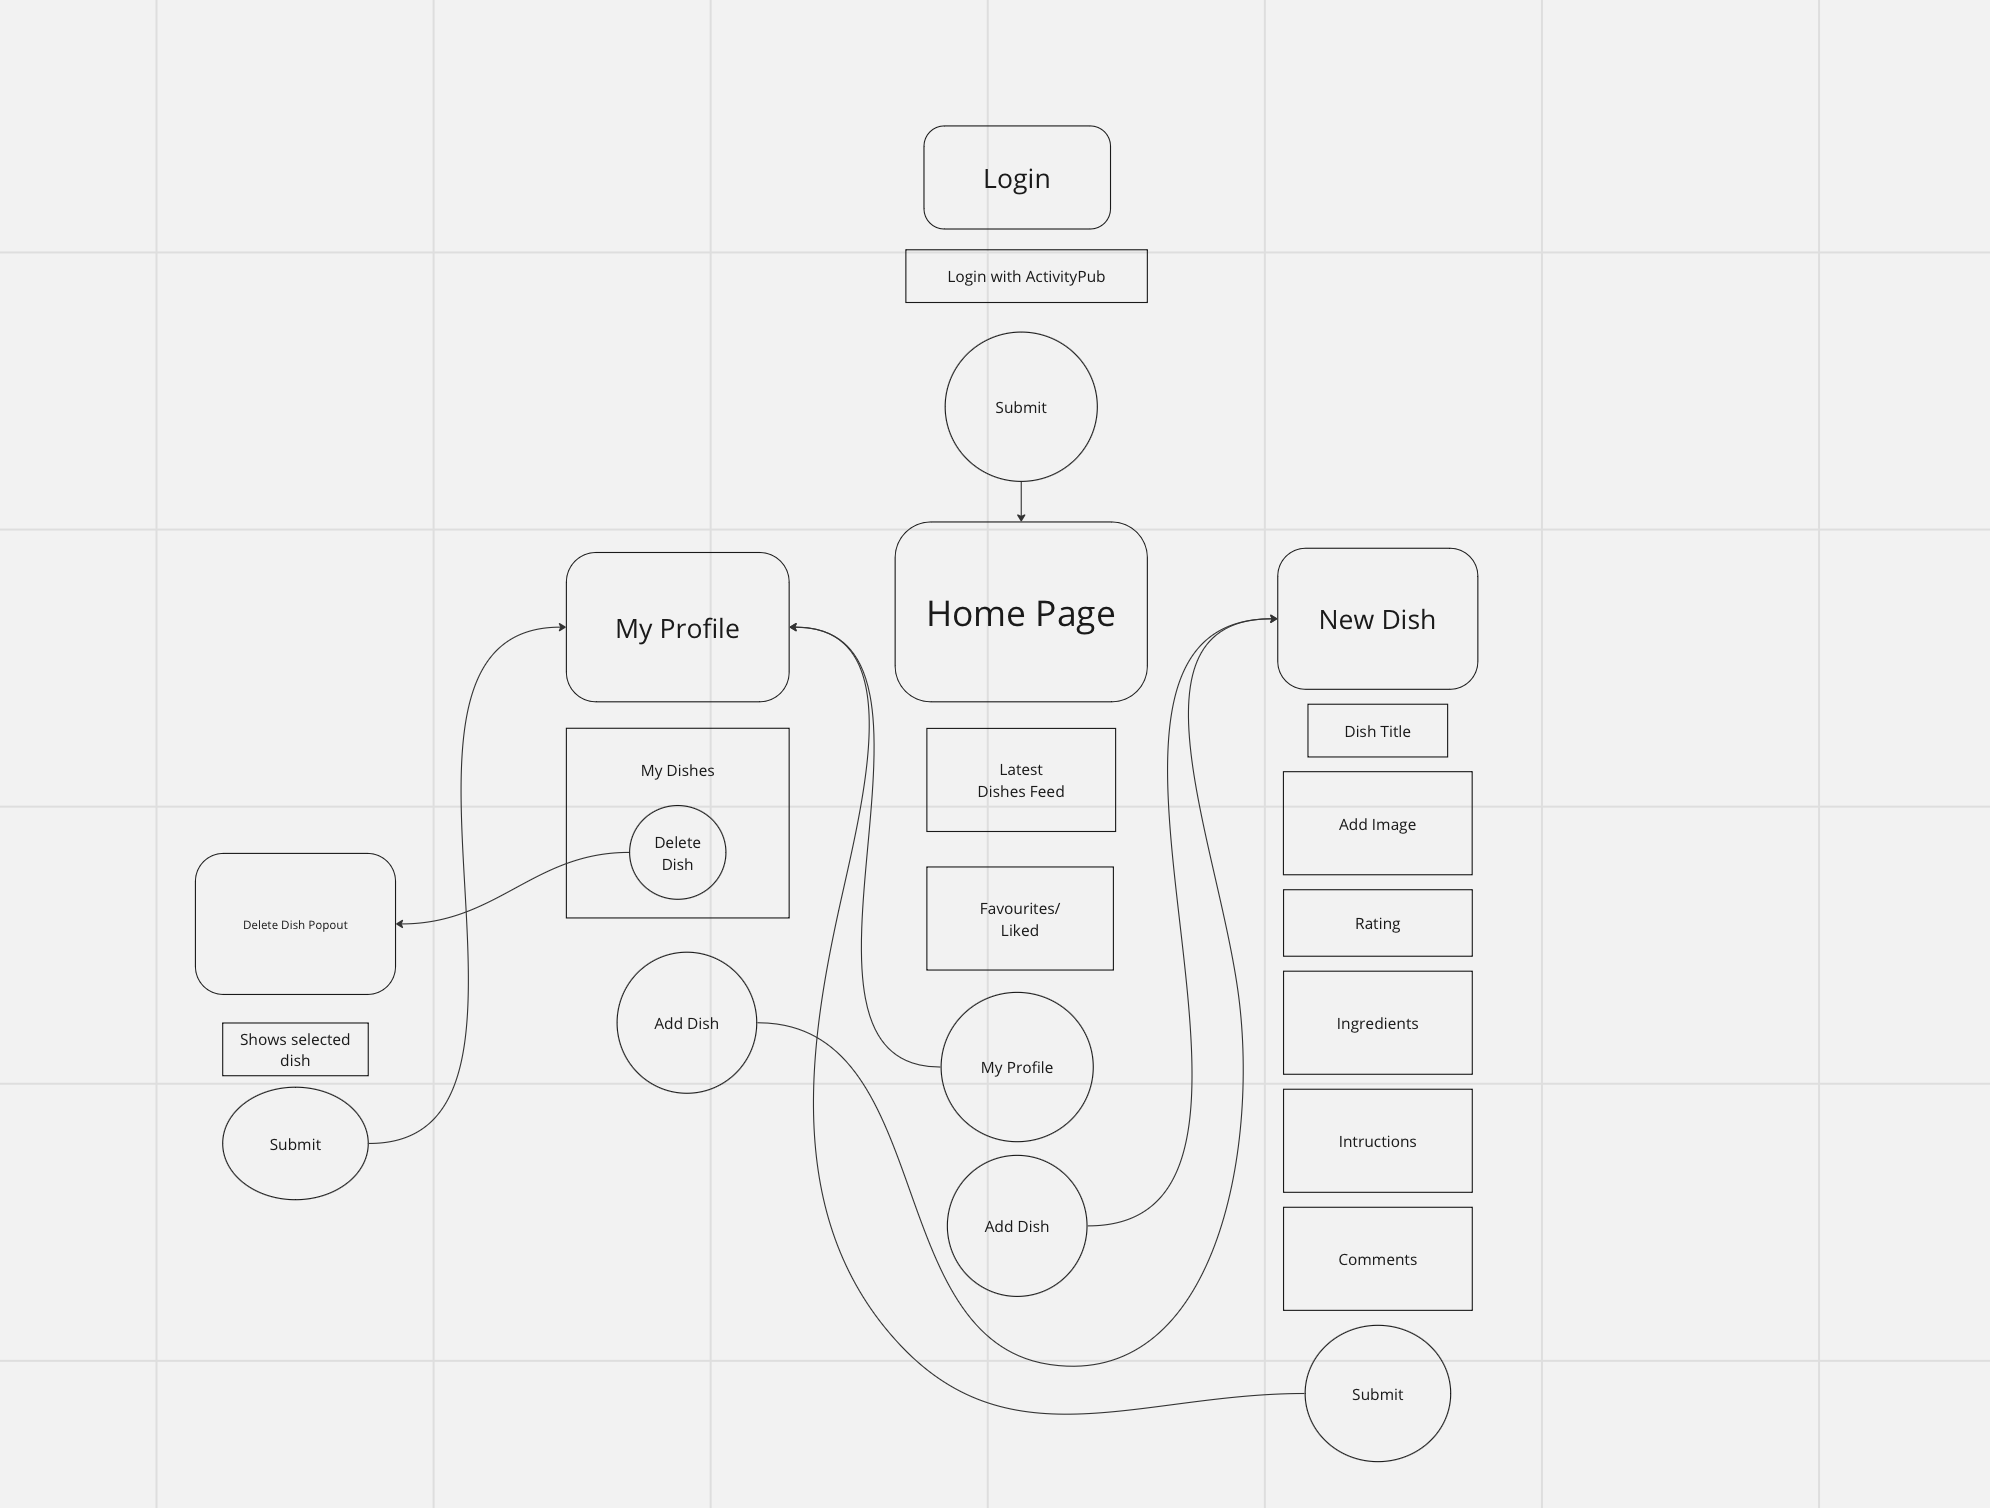 Login
Login with ActivityPub
Submit
Home Page
Latest
Dishes Feed
Favourites/
Liked
My Profile
Add Dish
My Profile
My Dishes
Delete
Dish
Add Dish
Delete Dish Popout
Shows selected
dish
Submit
New Dish
Dish Title
Add Image
Rating
Ingredients
Intructions
Comments
Submit